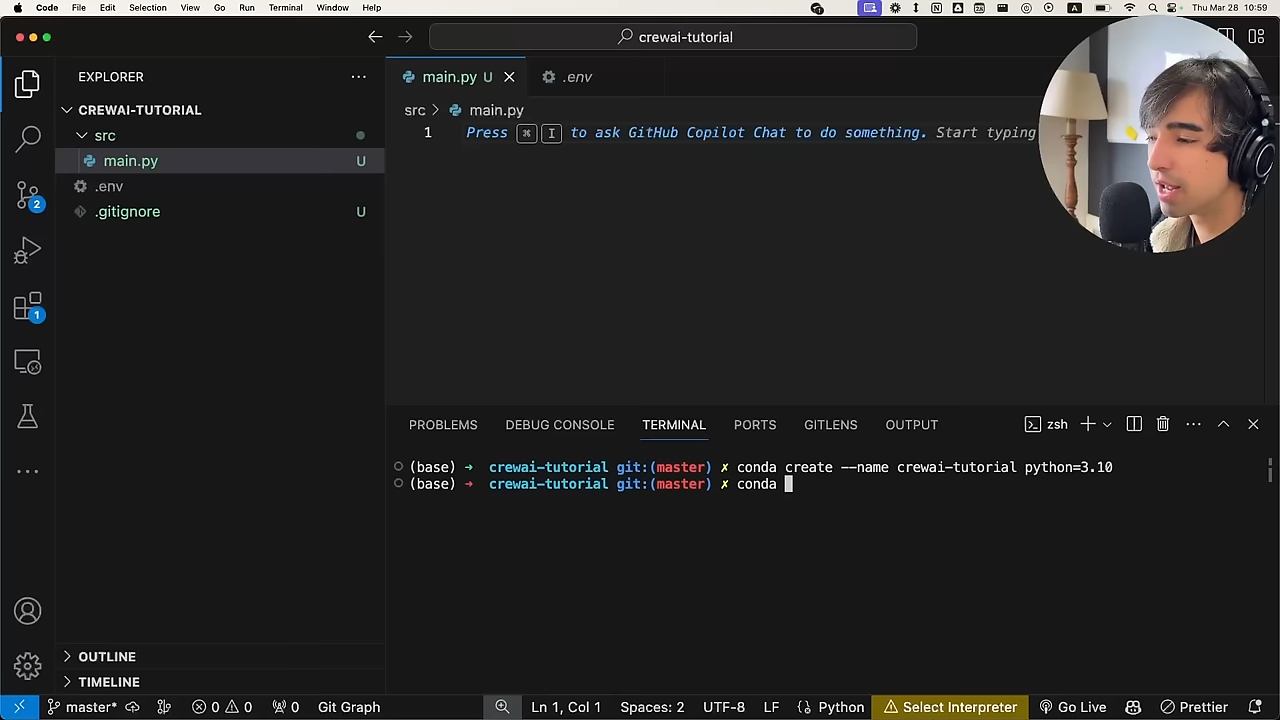 Code File Edit Selection View Go Run Terminal Window Help A Thu Mar 28 10:59
crewai-tutorial
EXPLORER
main.py U
.env
CREWAI-TUTORIAL
src
main.py U
.env
.gitignore U
2
1
src > main.py
1 Press ⌘ I to ask GitHub Copilot Chat to do something. Start typing
PROBLEMS DEBUG CONSOLE TERMINAL PORTS GITLENS OUTPUT zsh
(base) → crewai-tutorial git:(master) ✗ conda create --name crewai-tutorial python=3.10
(base) → crewai-tutorial git:(master) ✗ conda
OUTLINE
TIMELINE
master* 0 0 0 Git Graph Ln 1, Col 1 Spaces: 2 UTF-8 LF Python Select Interpreter Go Live Prettier